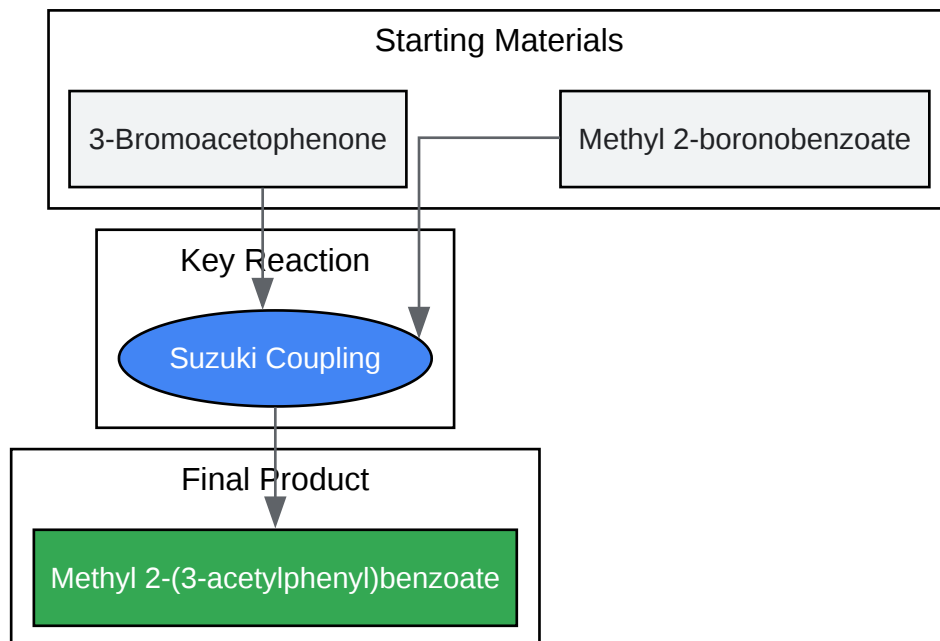 Starting Materials
3-Bromoacetophenone
Methyl 2-boronobenzoate
Key Reaction
Suzuki Coupling
Final Product
Methyl 2-(3-acetylphenyl)benzoate